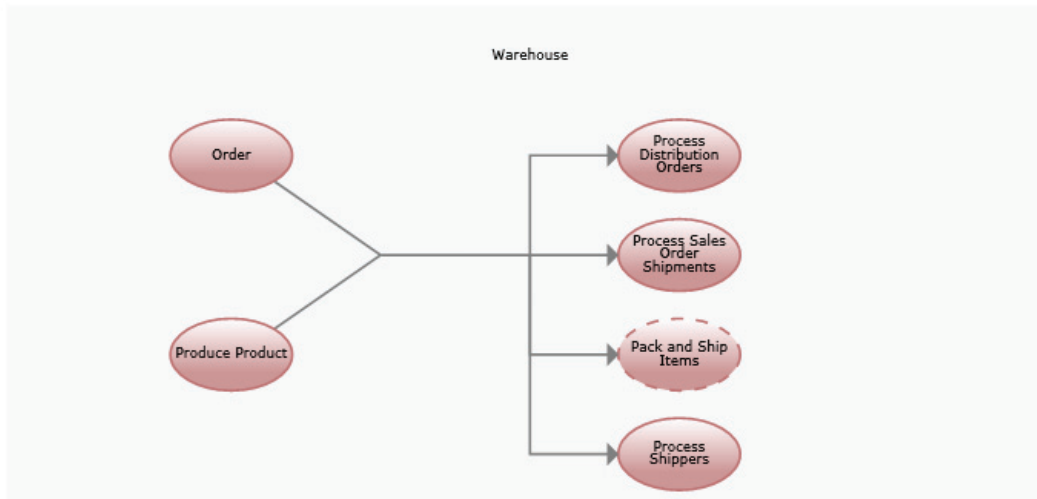 Warehouse
Order
Produce Product
Process
Distribution
Orders
Process Sales
Order
Shipments
Pack and Ship
Items
Process
Shippers